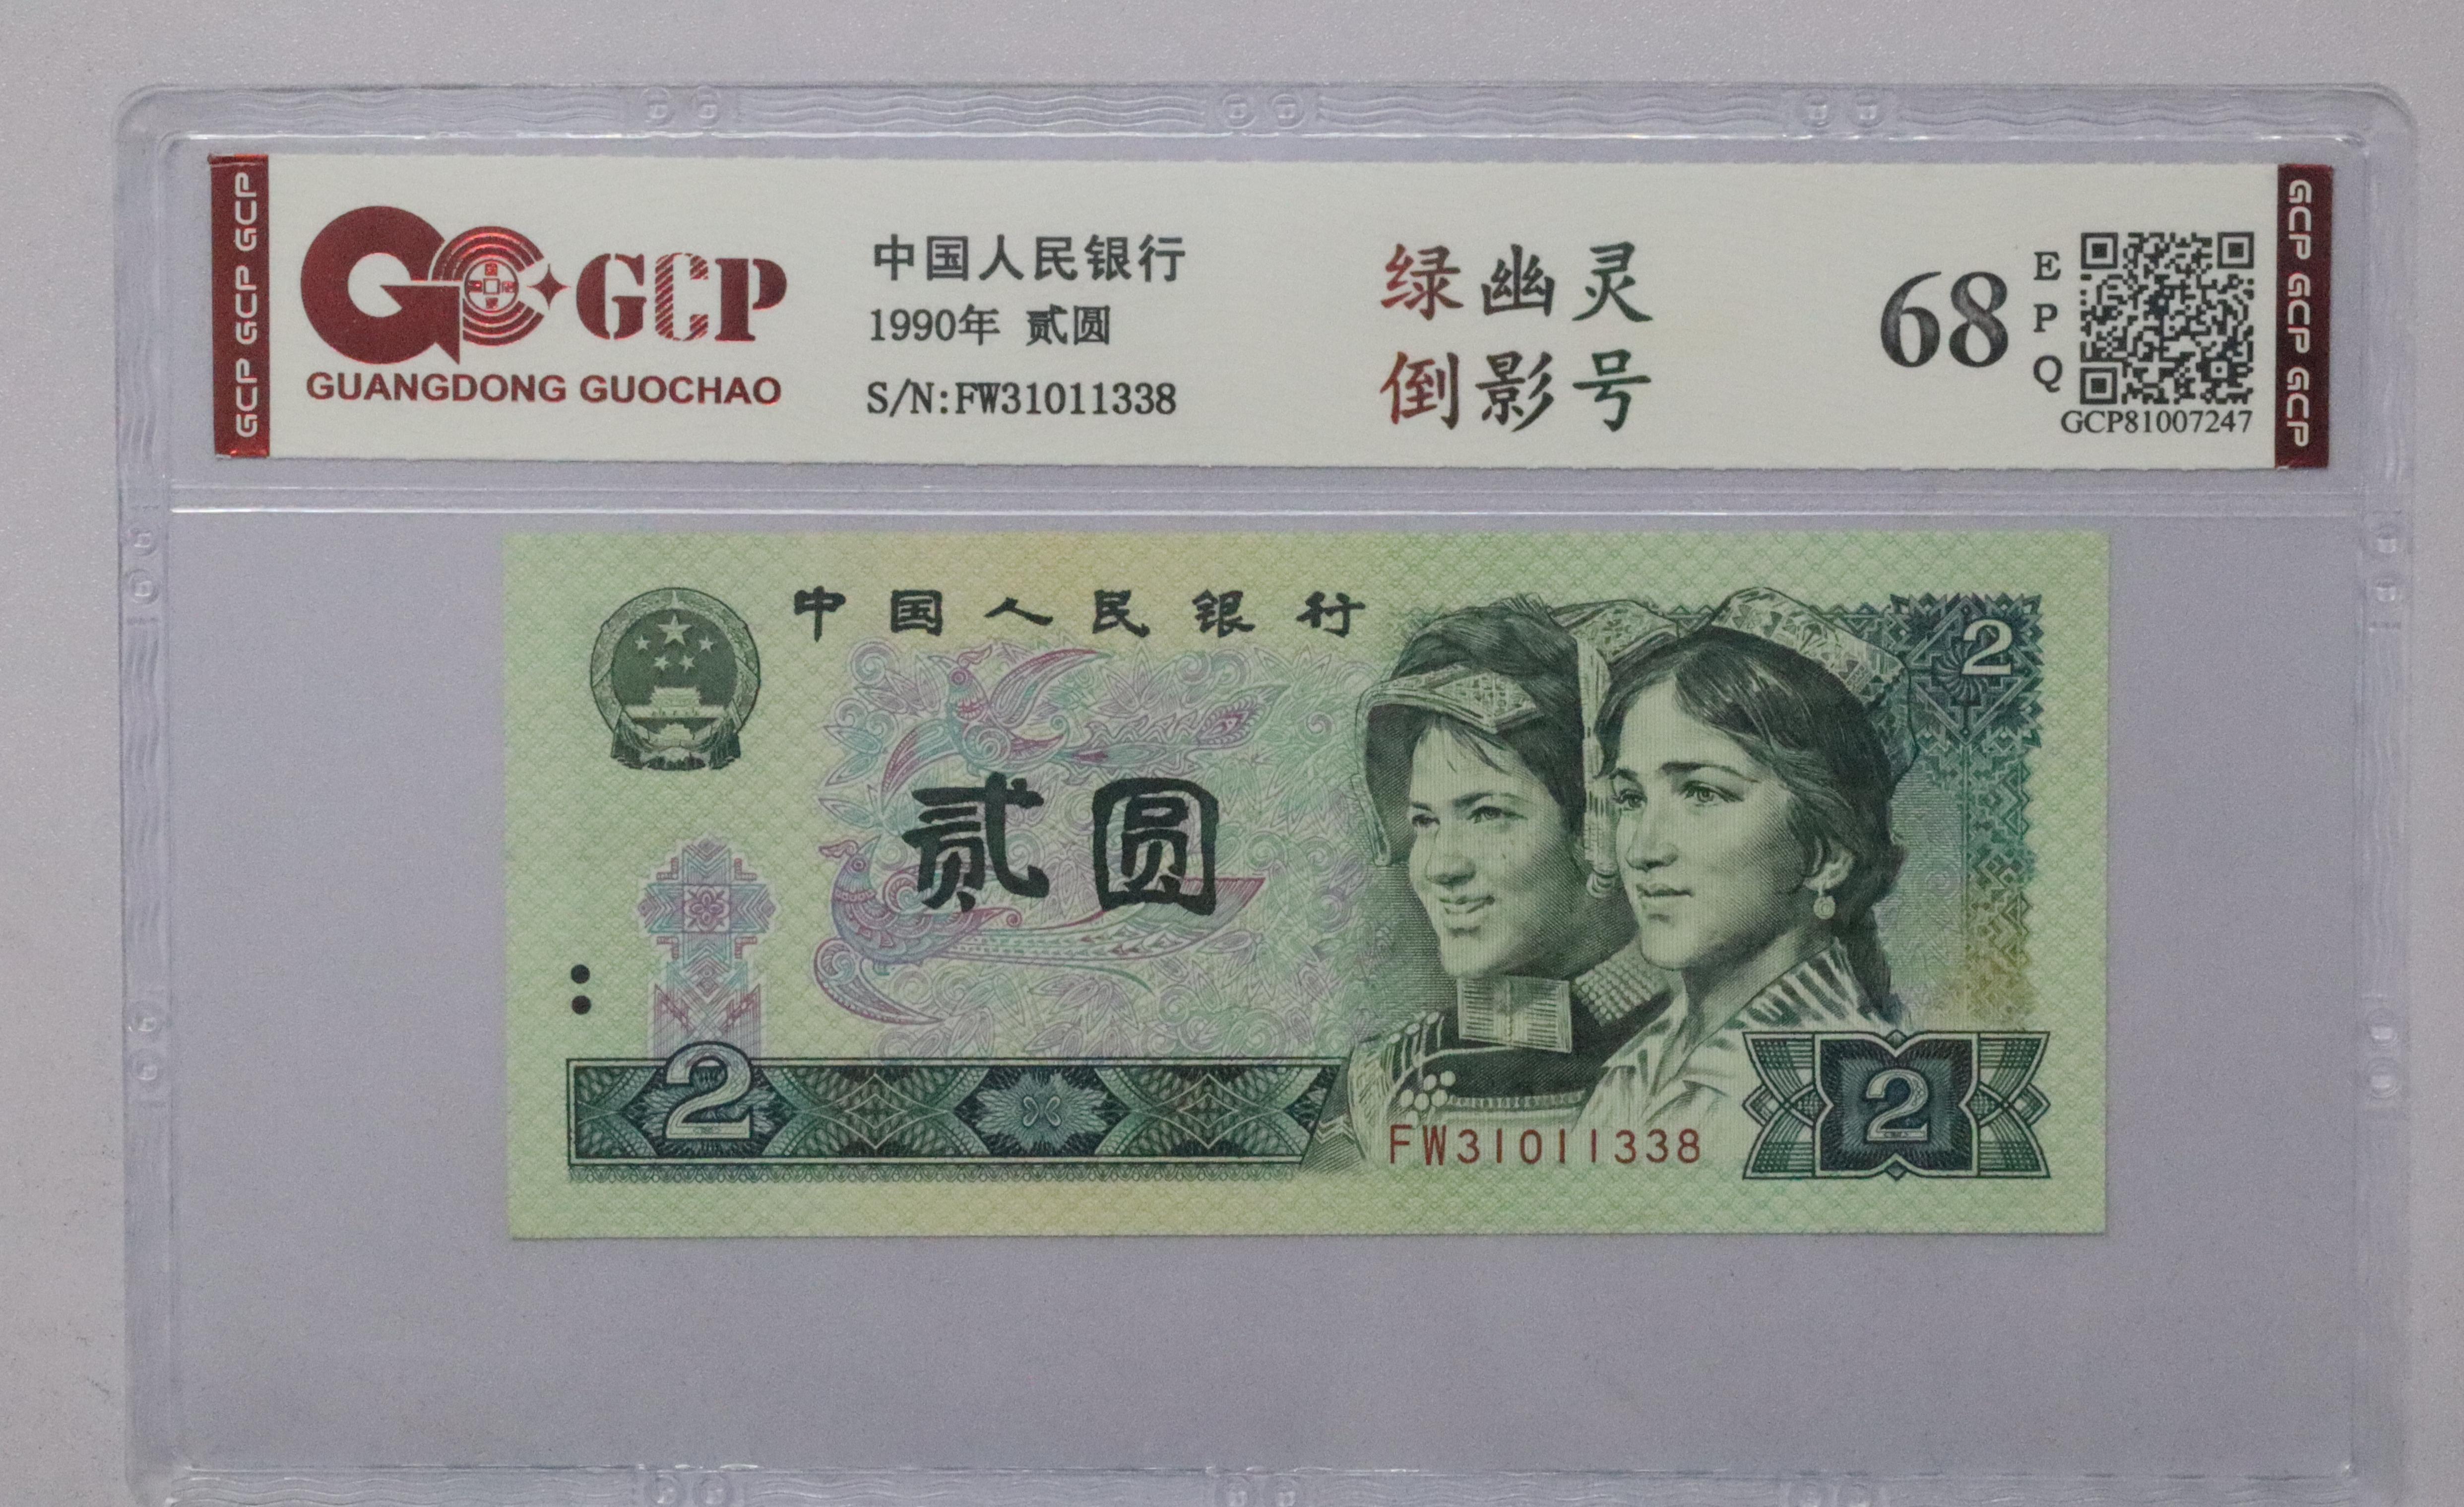 GCP GCP GCP
GCP
GUANGDONG GUOCHAO
中国人民银行
1990年 贰圆
S/N:FW31011338
绿幽灵
倒影号
68
E
P
Q
GCP81007247
GCP GCP GCP
中国人民银行
2
贰圆
2
FW31011338
2